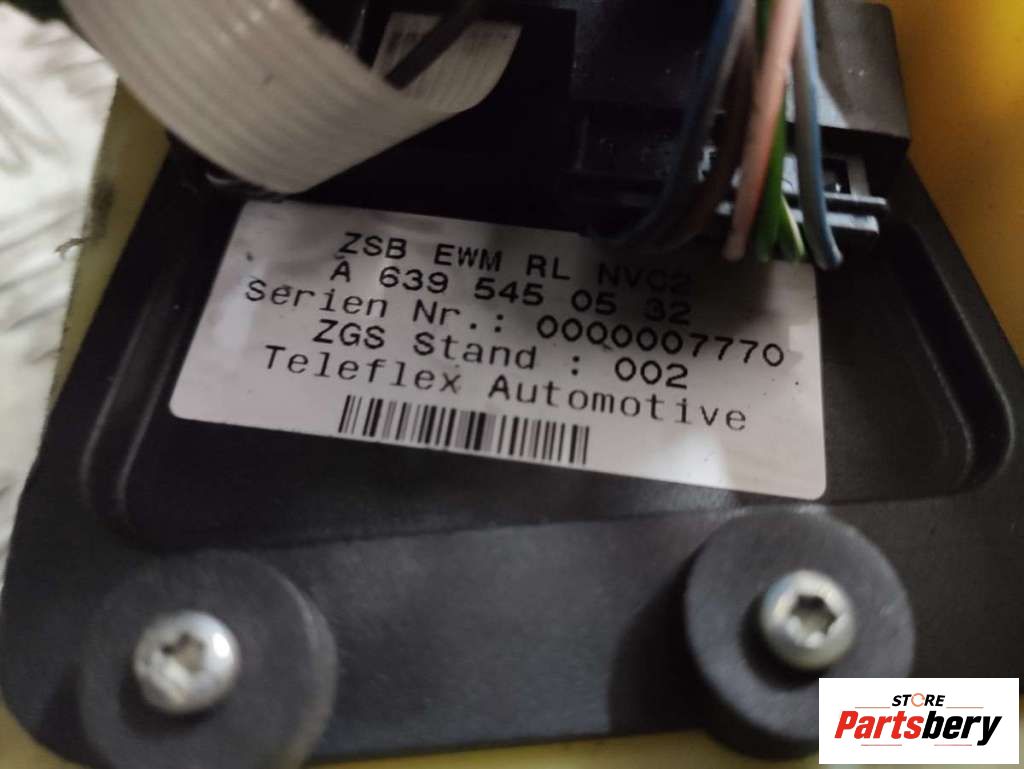 ZSB EWM RL NVC2
A 639 545 05 32
Serien Nr.: 0000007770
ZGS Stand : 002
Teleflex Automotive
STORE
Partsbery